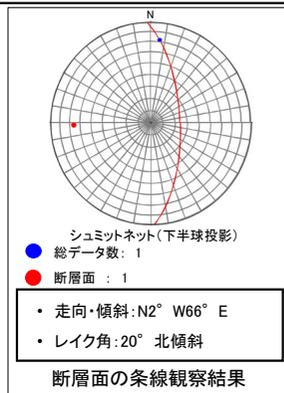 N
シュミットネット(下半球投影)
総データ数: 1
断層面 : 1
・ 走向・傾斜:N2° W66° E
・ レイク角:20° 北傾斜
断層面の条線観察結果